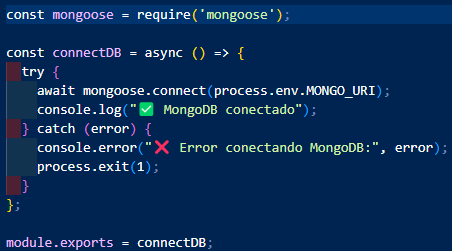 const mongoose = require('mongoose');

const connectDB = async () => {
  try {
    await mongoose.connect(process.env.MONGO_URI);
    console.log("✅ MongoDB conectado");
  } catch (error) {
    console.error("❌ Error conectando MongoDB:", error);
    process.exit(1);
  }
};

module.exports = connectDB;